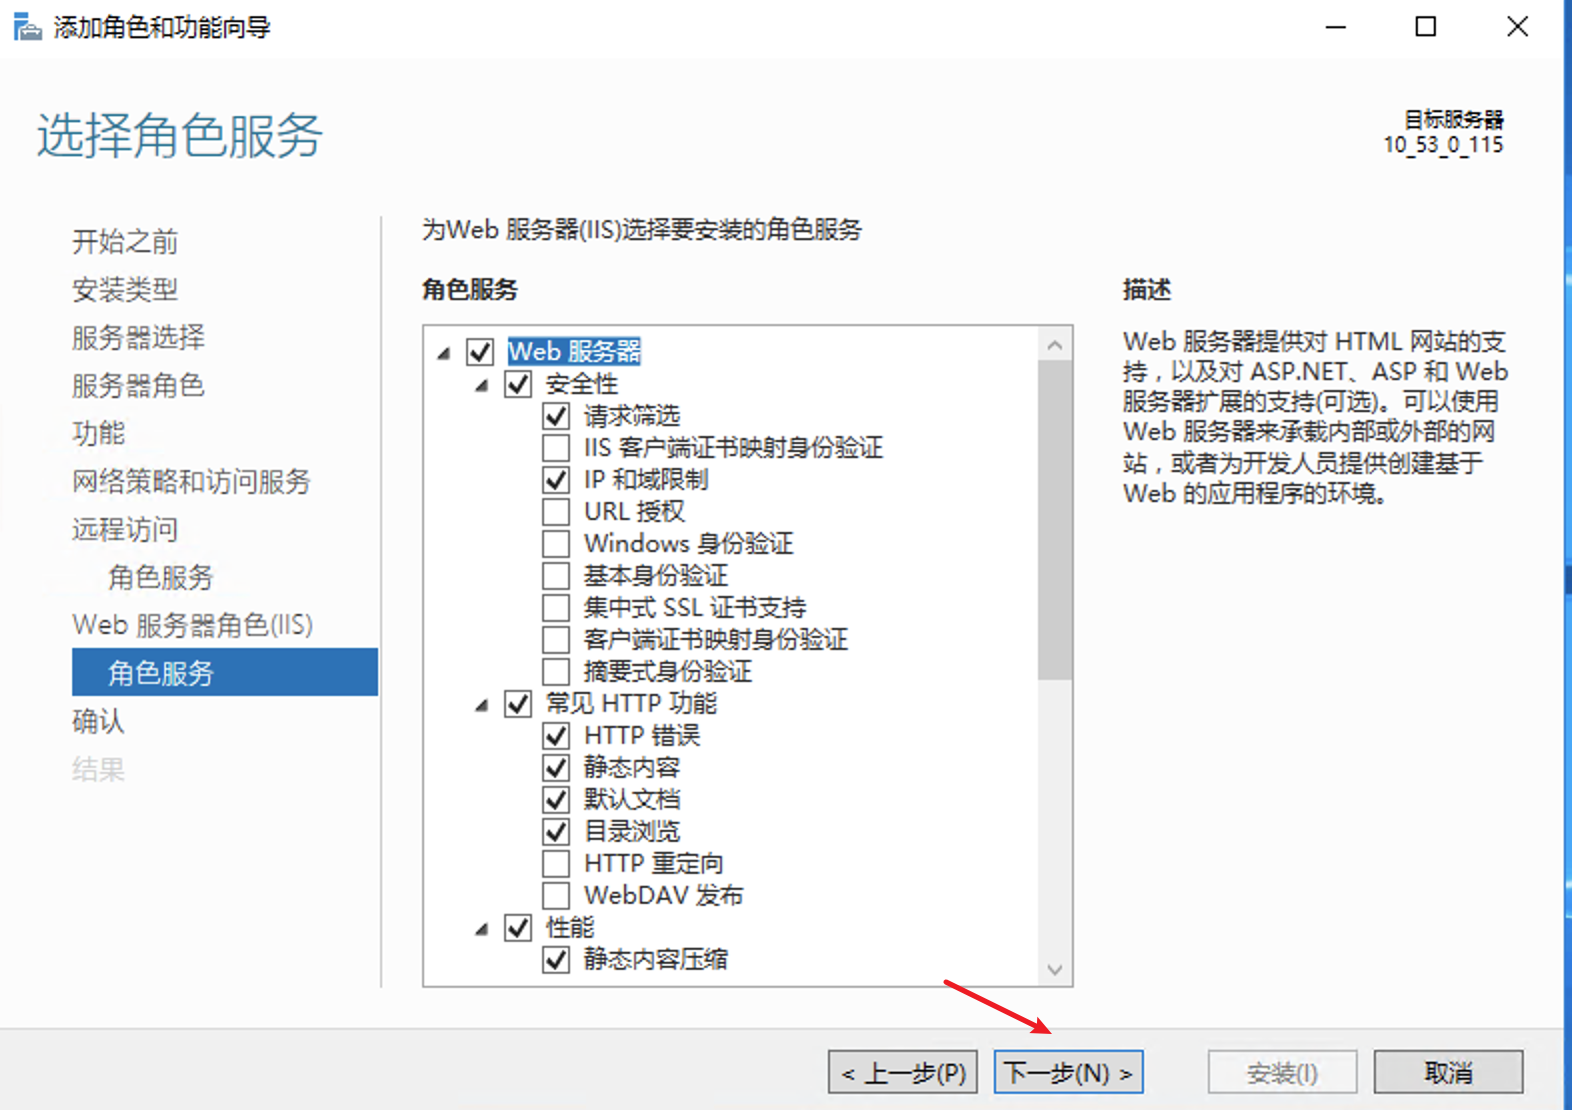 添加角色和功能向导
选择角色服务
目标服务器
10_53_0_115
开始之前
安装类型
服务器选择
服务器角色
功能
网络策略和访问服务
远程访问
角色服务
Web 服务器角色(IIS)
角色服务
确认
结果
为Web 服务器(IIS)选择要安装的角色服务
角色服务
Web 服务器
安全性
请求筛选
IIS 客户端证书映射身份验证
IP 和域限制
URL 授权
Windows 身份验证
基本身份验证
集中式 SSL 证书支持
客户端证书映射身份验证
摘要式身份验证
常见 HTTP 功能
HTTP 错误
静态内容
默认文档
目录浏览
HTTP 重定向
WebDAV 发布
性能
静态内容压缩
描述
Web 服务器提供对 HTML 网站的支
持，以及对 ASP.NET、ASP 和 Web
服务器扩展的支持(可选)。可以使用
Web 服务器来承载内部或外部的网
站，或者为开发人员提供创建基于
Web 的应用程序的环境。
< 上一步(P)
下一步(N) >
安装(I)
取消